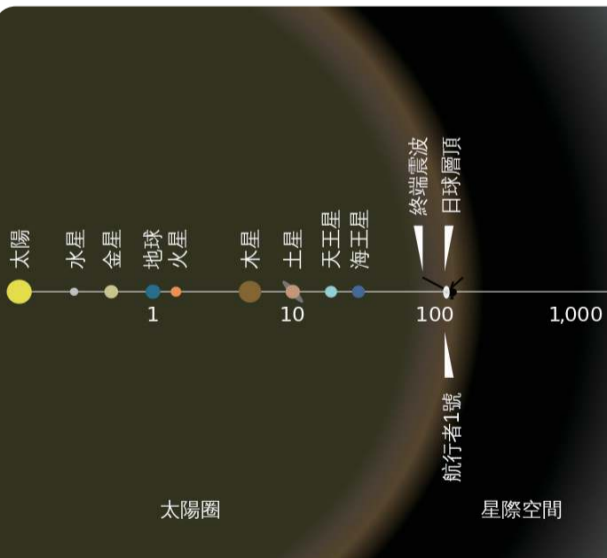 太陽
水星
金星
地球
火星
木星
土星
天王星
海王星
終端震波
日球層頂
1
10
100
1,000
航行者1號
太陽圈
星際空間